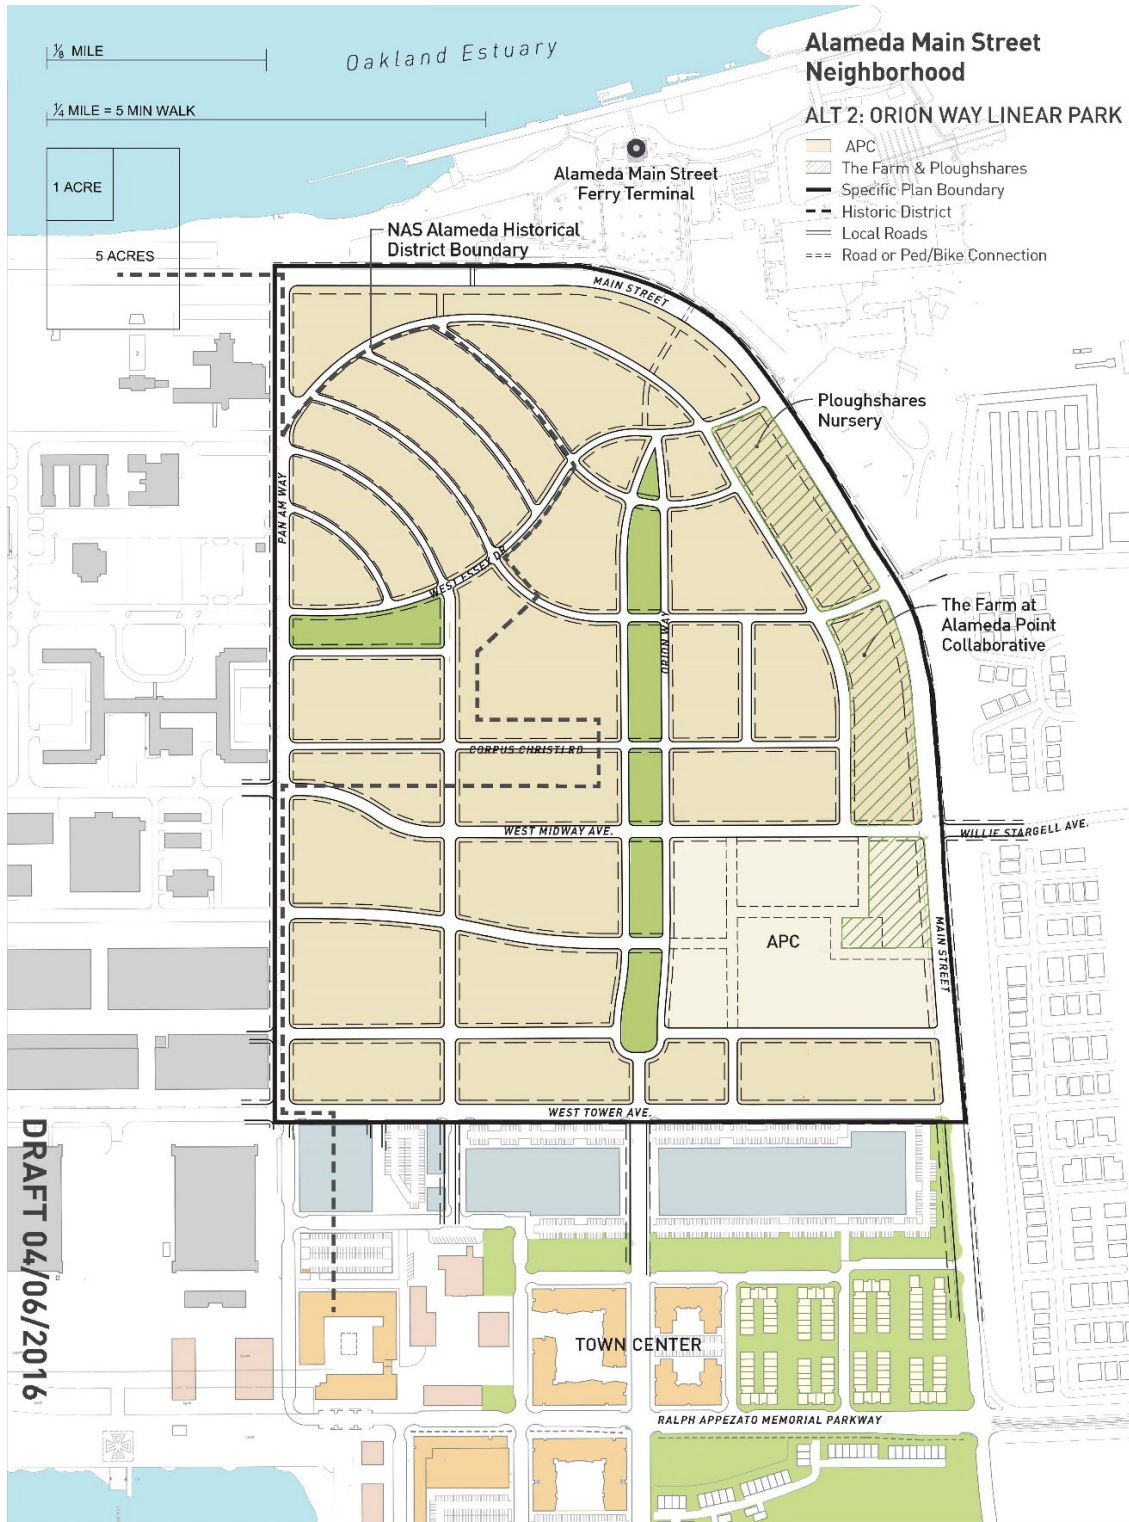 ⅛ MILE
Oakland Estuary
Alameda Main Street
Neighborhood
¼ MILE = 5 MIN WALK
ALT 2: ORION WAY LINEAR PARK
APC
The Farm & Ploughshares
Specific Plan Boundary
Historic District
Local Roads
Road or Ped/Bike Connection
1 ACRE
5 ACRES
Alameda Main Street
Ferry Terminal
NAS Alameda Historical
District Boundary
MAIN STREET
Ploughshares
Nursery
PAN AM WAY
WEST ESSEX DR
The Farm at
Alameda Point
Collaborative
ORION WAY
CORPUS CHRISTI RD
WEST MIDWAY AVE.
WILLIE STARGELL AVE.
APC
MAIN STREET
WEST TOWER AVE.
DRAFT 04/06/2016
TOWN CENTER
RALPH APPEZATO MEMORIAL PARKWAY